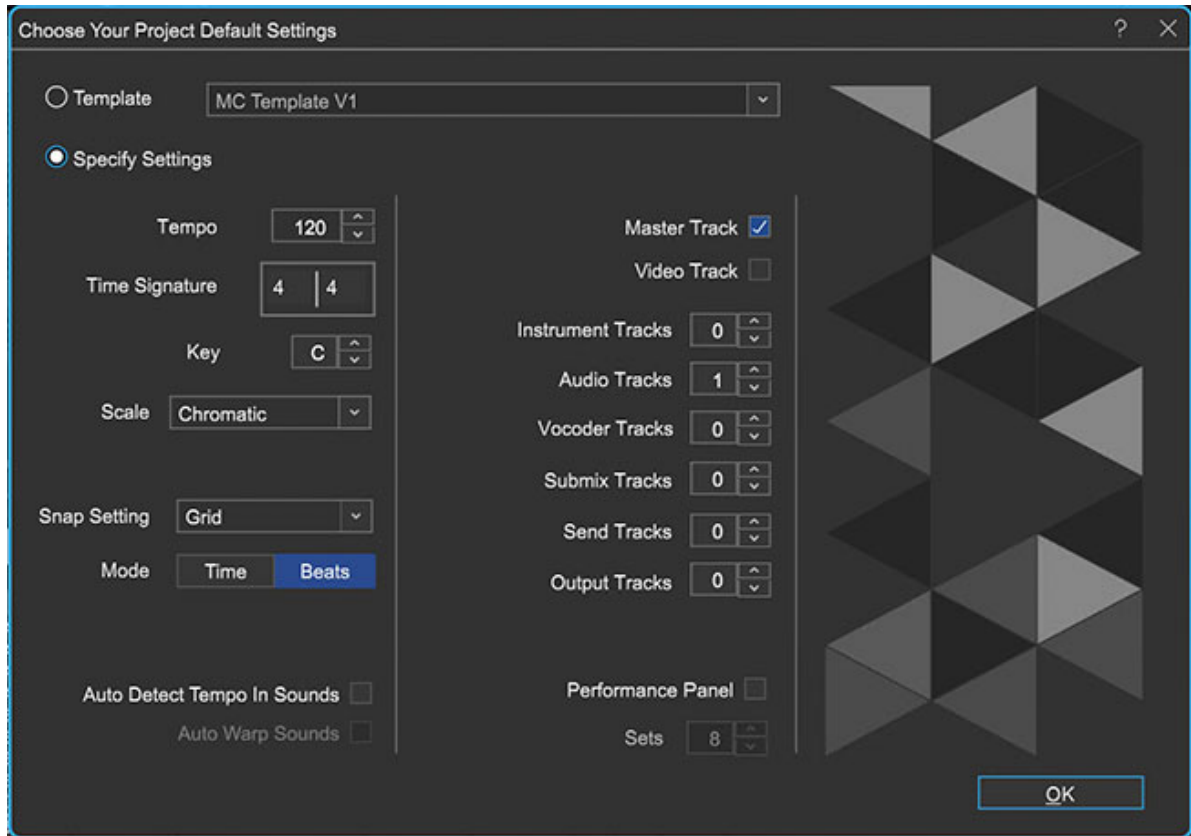 Choose Your Project Default Settings ?
Template MC Template V1
Specify Settings
Tempo 120
Time Signature 4 4
Key C
Scale Chromatic
Snap Setting Grid
Mode Time Beats
Auto Detect Tempo In Sounds
Auto Warp Sounds
Master Track
Video Track
Instrument Tracks 0
Audio Tracks 1
Vocoder Tracks 0
Submix Tracks 0
Send Tracks 0
Output Tracks 0
Performance Panel
Sets 8
OK